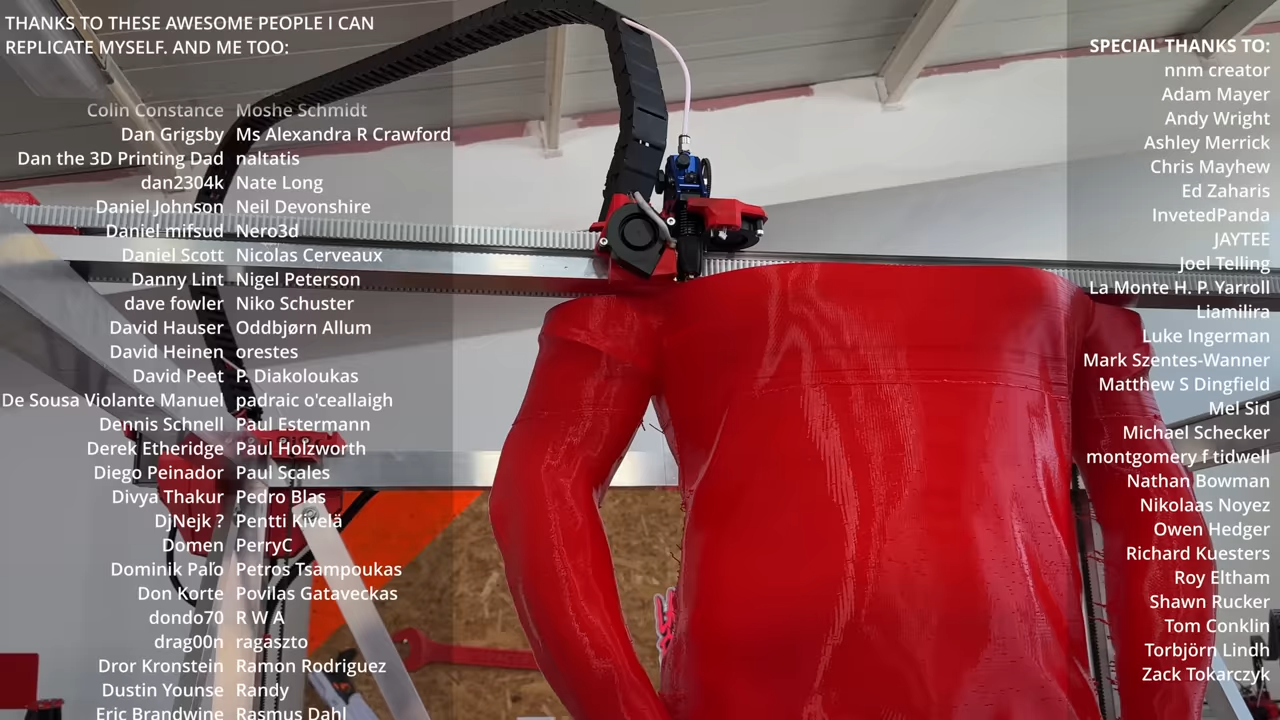 THANKS TO THESE AWESOME PEOPLE I CAN
REPLICATE MYSELF. AND ME TOO:
Colin Constance Moshe Schmidt
Dan Grigsby Ms Alexandra R Crawford
Dan the 3D Printing Dad naltatis
dan2304k Nate Long
Daniel Johnson Neil Devonshire
Daniel mifsud Nero3d
Daniel Scott Nicolas Cerveaux
Danny Lint Nigel Peterson
dave fowler Niko Schuster
David Hauser Oddbjørn Allum
David Heinen orestes
David Peet P. Diakoloukas
De Sousa Violante Manuel padraic o'ceallaigh
Dennis Schnell Paul Estermann
Derek Etheridge Paul Holzworth
Diego Peinador Paul Scales
Divya Thakur Pedro Blas
DjNejk ? Pentti Kivelä
Domen PerryC
Dominik Paľo Petros Tsampoukas
Don Korte Povilas Gataveckas
dondo70 R W A
drag00n ragaszto
Dror Kronstein Ramon Rodriguez
Dustin Younse Randy
Eric Brandwine Rasmus Dahl
SPECIAL THANKS TO:
nnm creator
Adam Mayer
Andy Wright
Ashley Merrick
Chris Mayhew
Ed Zaharis
InvetedPanda
JAYTEE
Joel Telling
La Monte H. P. Yarroll
Liamilira
Luke Ingerman
Mark Szentes-Wanner
Matthew S Dingfield
Mel Sid
Michael Schecker
montgomery f tidwell
Nathan Bowman
Nikolaas Noyez
Owen Hedger
Richard Kuesters
Roy Eltham
Shawn Rucker
Tom Conklin
Torbjörn Lindh
Zack Tokarczyk